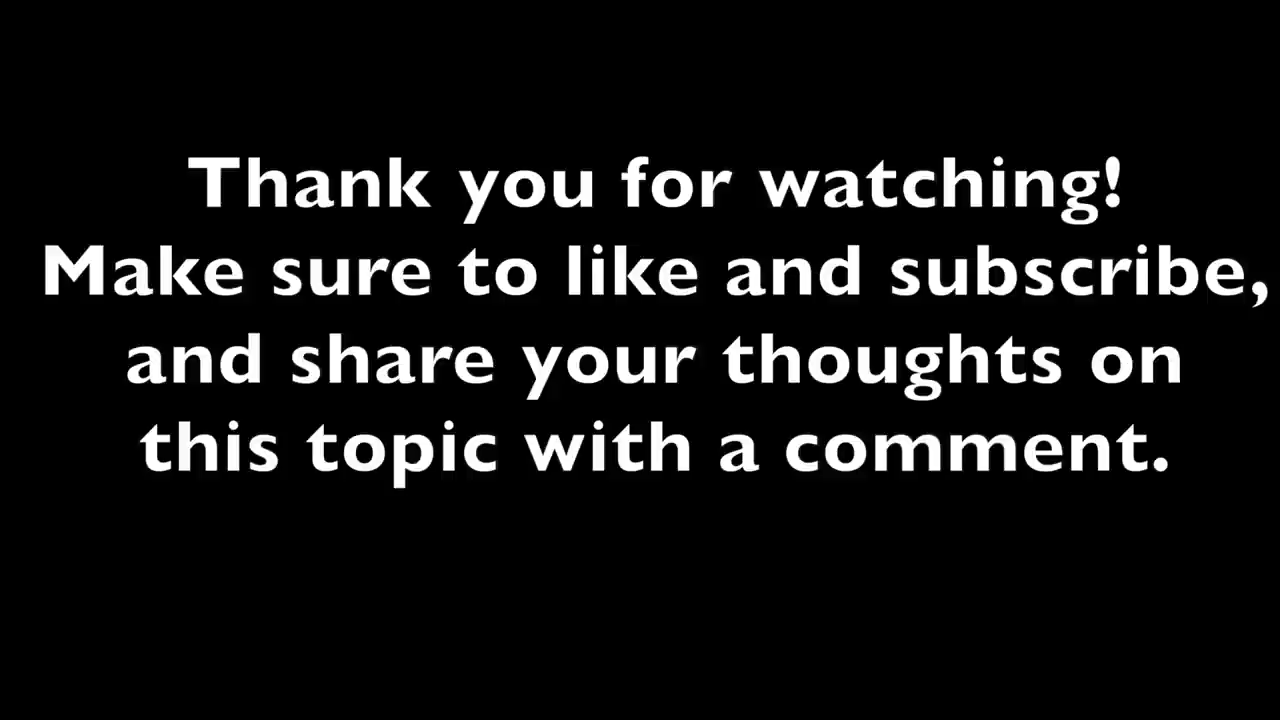 Thank you for watching!
Make sure to like and subscribe,
and share your thoughts on
this topic with a comment.